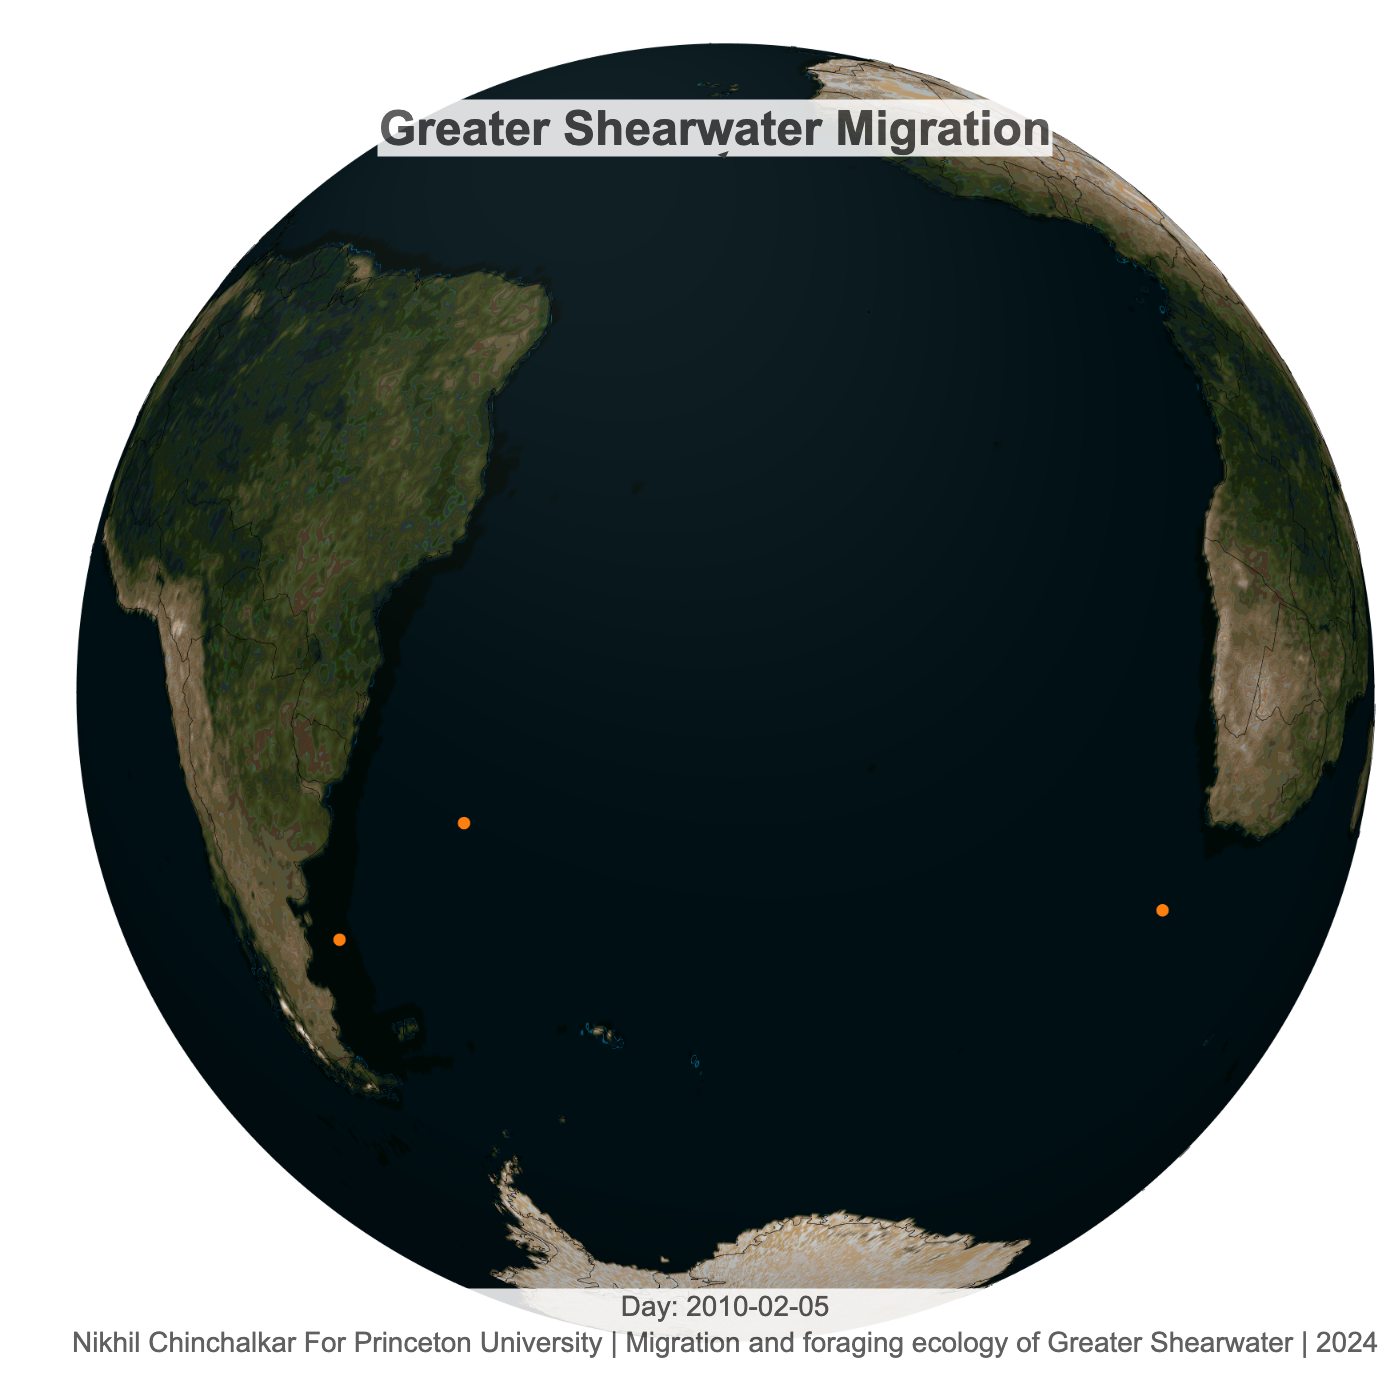 Greater Shearwater Migration
Day: 2010-02-05
Nikhil Chinchalkar For Princeton University | Migration and foraging ecology of Greater Shearwater | 2024